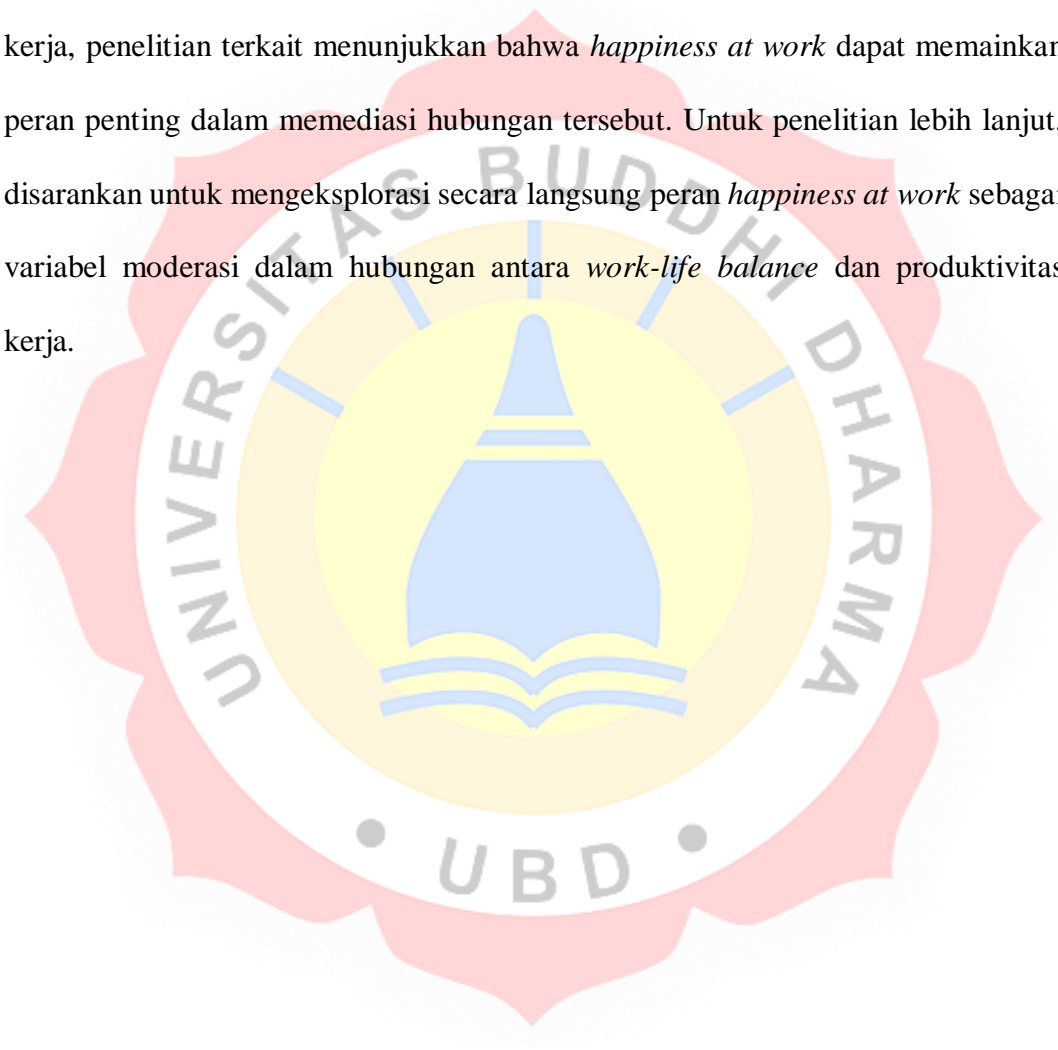 kerja, penelitian terkait menunjukkan bahwa happiness at work dapat memainkan
peran penting dalam memediasi hubungan tersebut. Untuk penelitian lebih lanjut,
disarankan untuk mengeksplorasi secara langsung peran happiness at work sebagai
variabel moderasi dalam hubungan antara work-life balance dan produktivitas
kerja.
UNIVERSITAS BUDDHI DHARMA
• UBD •